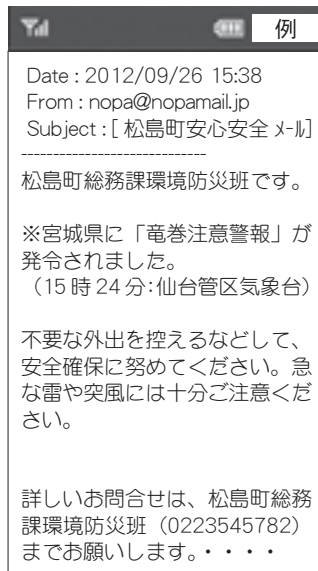 例
Date : 2012/09/26 15:38
From : nopa@nopamail.jp
Subject : [ 松島町安心安全 ﾒｰﾙ]
-----------------------------
松島町総務課環境防災班です。
※宮城県に「竜巻注意警報」が
発令されました。
（15 時 24 分:仙台管区気象台）
不要な外出を控えるなどして、
安全確保に努めてください。急
な雷や突風には十分ご注意くだ
さい。
詳しいお問合せは、松島町総務
課環境防災班（0223545782）
までお願いします。・・・・